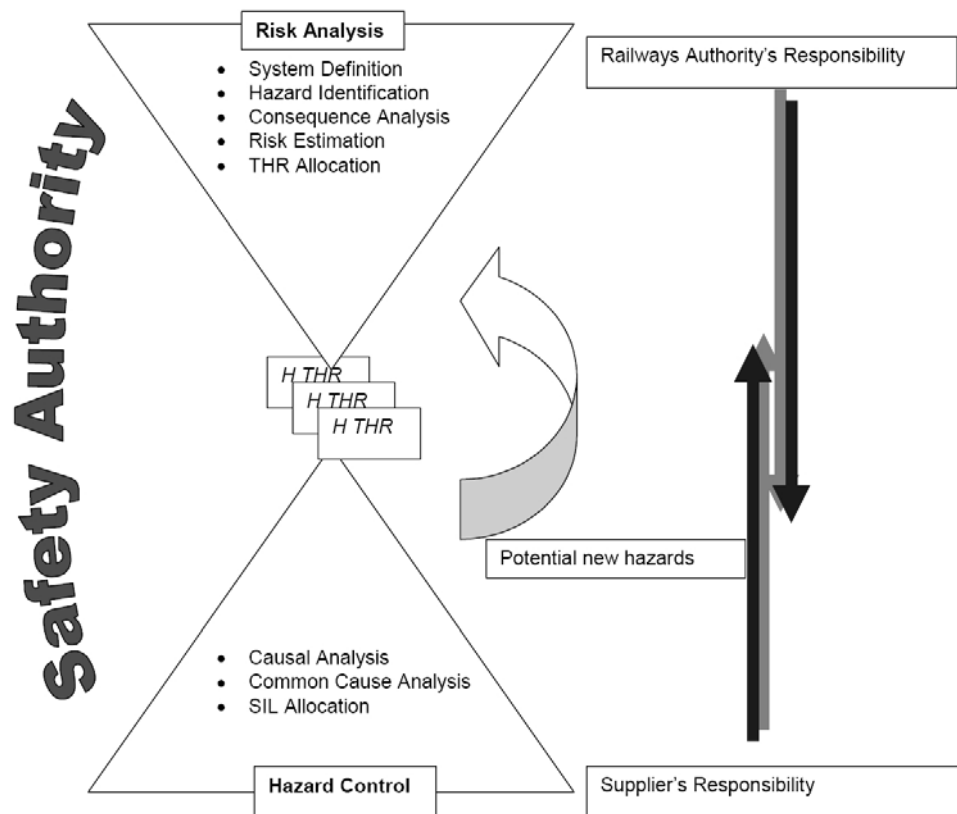 Safety Authority
Risk Analysis
• System Definition
• Hazard Identification
• Consequence Analysis
• Risk Estimation
• THR Allocation
Railways Authority's Responsibility
H THR
H THR
H THR
Potential new hazards
• Causal Analysis
• Common Cause Analysis
• SIL Allocation
Hazard Control
Supplier's Responsibility